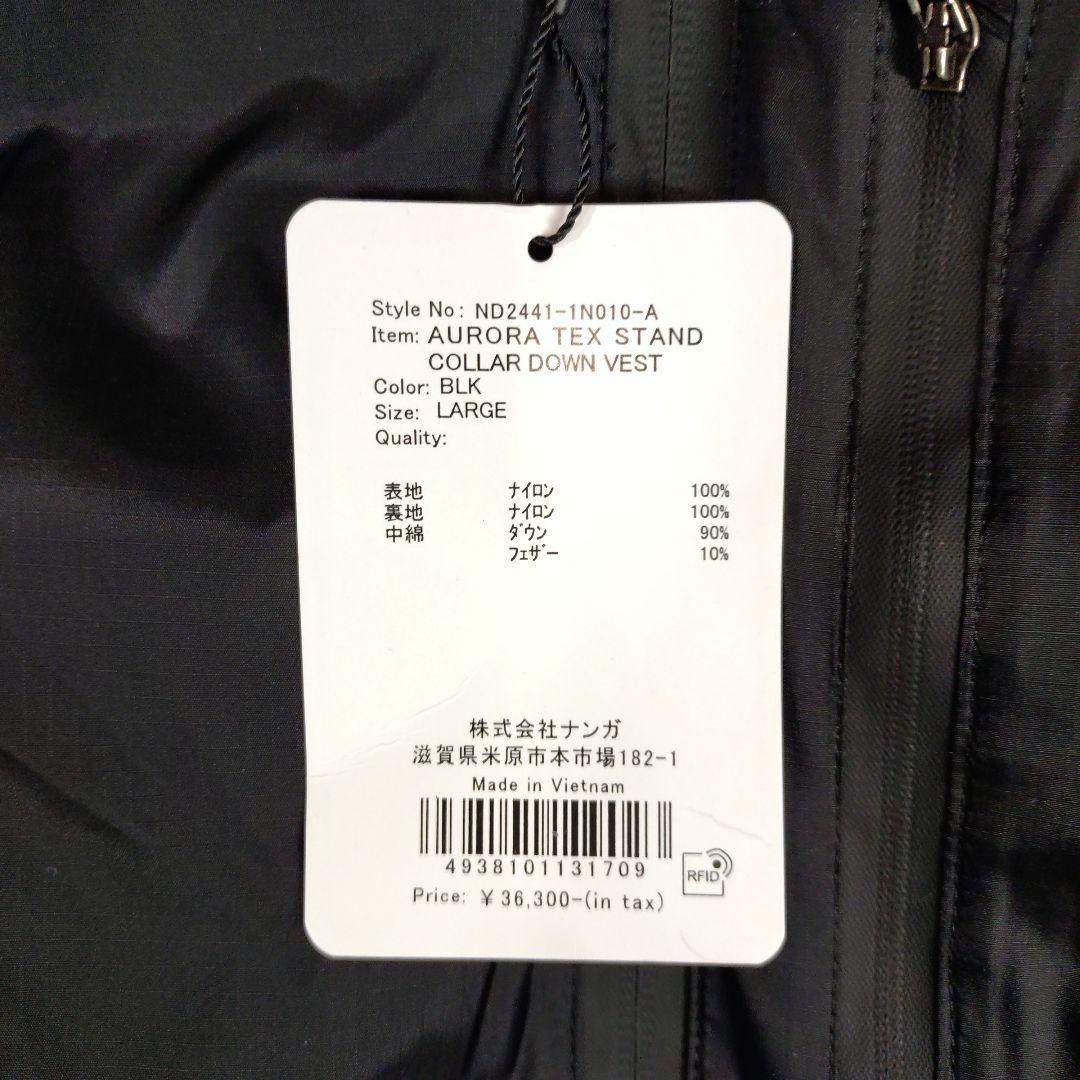 Style No: ND2441-1N010-A
Item: AURORA TEX STAND
COLLAR DOWN VEST
Color: BLK
Size: LARGE
Quality:
表地 ナイロン 100%
裏地 ナイロン 100%
中綿 ダウン 90%
フェザー 10%
株式会社ナンガ
滋賀県米原市本市場182-1
Made in Vietnam
4938101131709
RFID
Price: ¥ 36,300-(in tax)